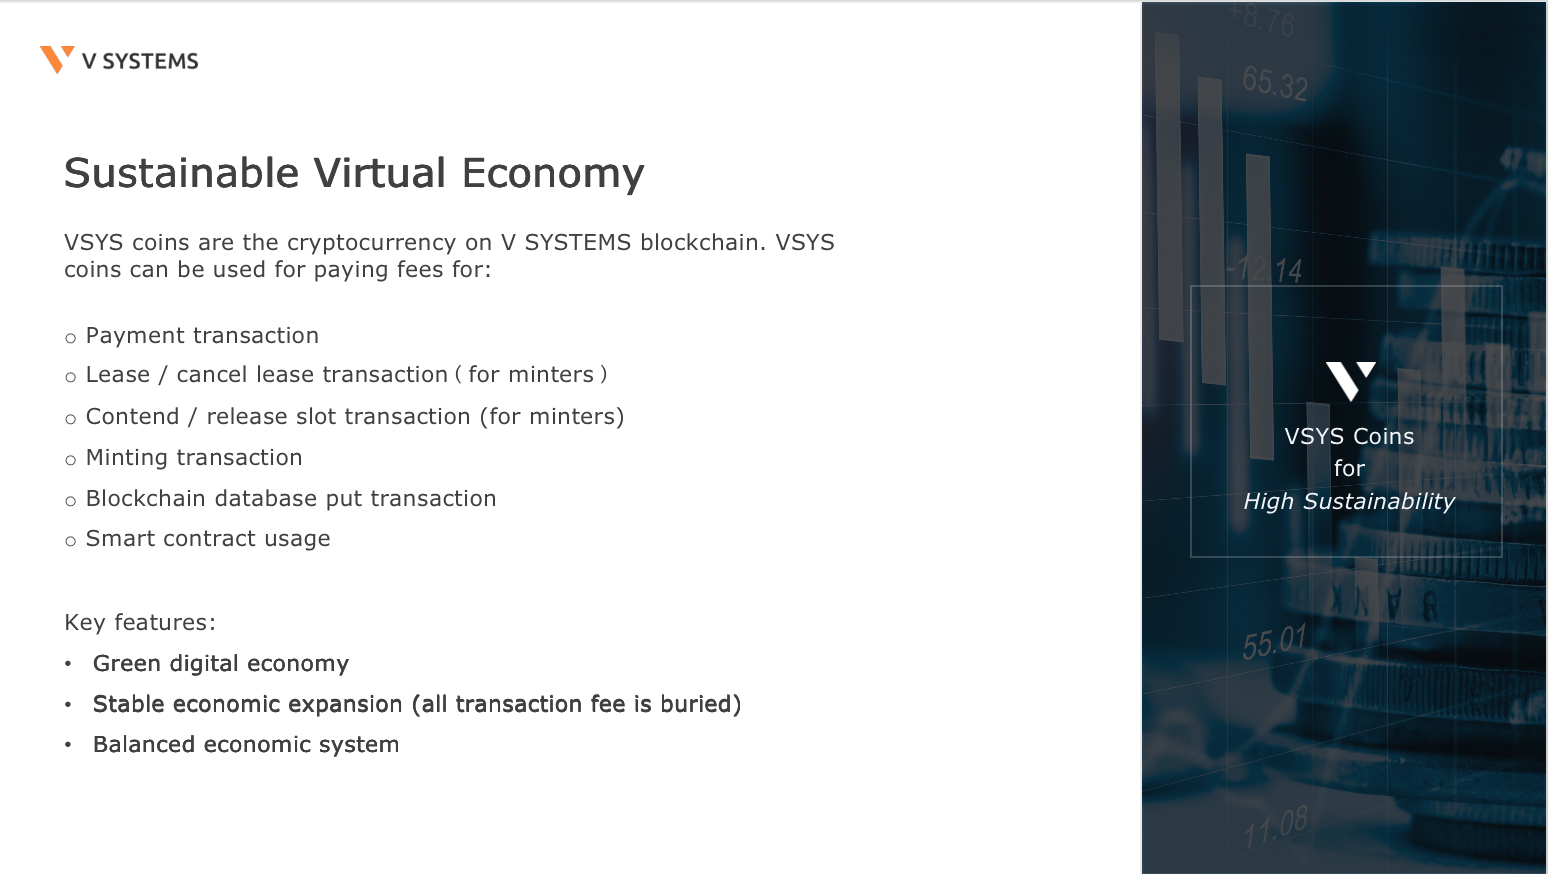 V SYSTEMS
Sustainable Virtual Economy
VSYS coins are the cryptocurrency on V SYSTEMS blockchain. VSYS
coins can be used for paying fees for:
○ Payment transaction
○ Lease / cancel lease transaction（for minters）
○ Contend / release slot transaction (for minters)
○ Minting transaction
○ Blockchain database put transaction
○ Smart contract usage
Key features:
• Green digital economy
• Stable economic expansion (all transaction fee is buried)
• Balanced economic system
+8.76
65.32
-12.14
VSYS Coins
for
High Sustainability
55.01
11.08